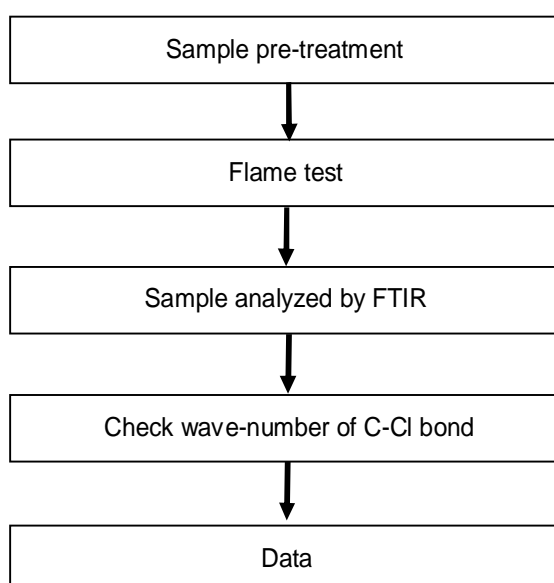 Sample pre-treatment
Flame test
Sample analyzed by FTIR
Check wave-number of C-Cl bond
Data